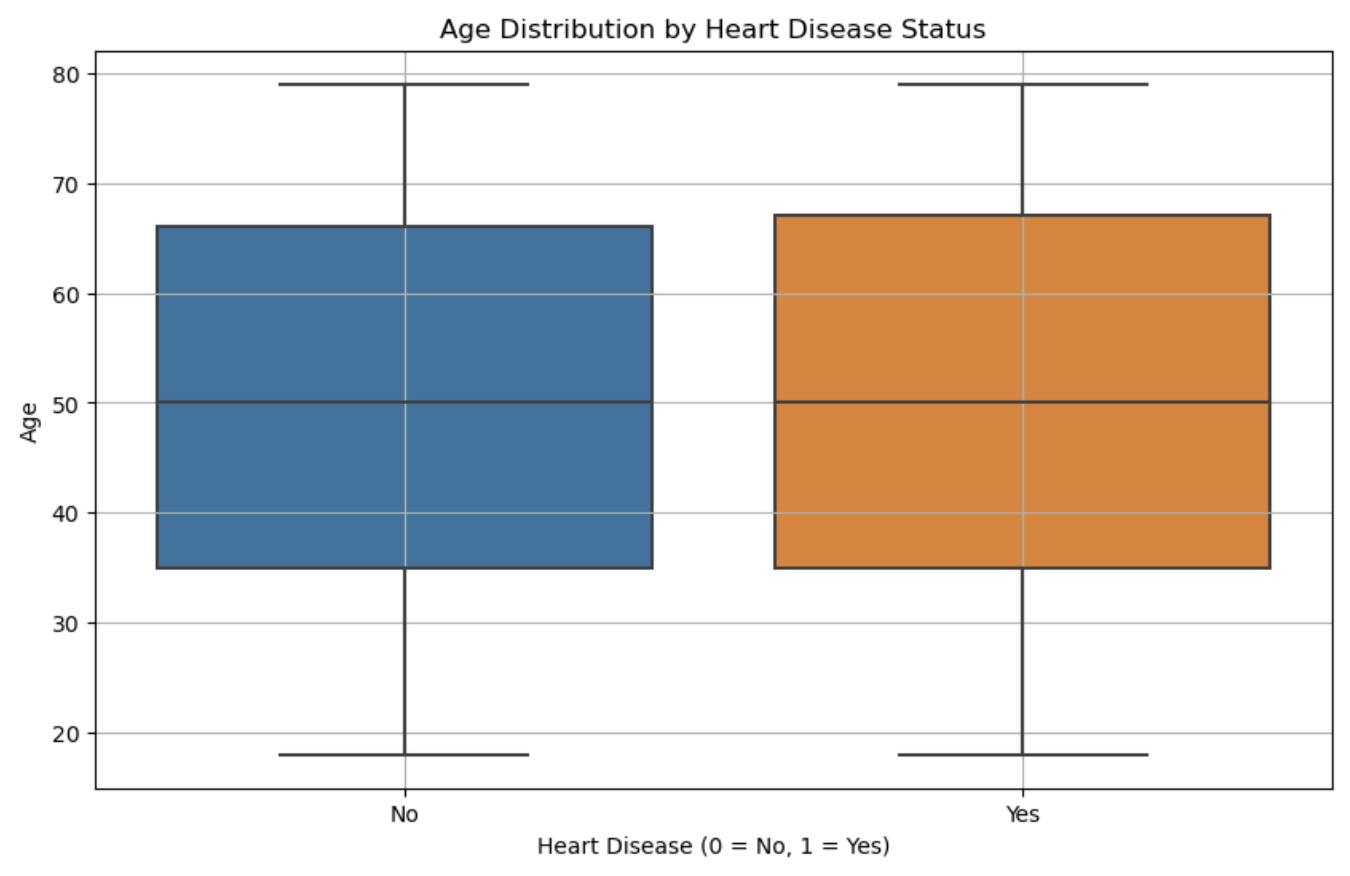 Age Distribution by Heart Disease Status
80
70
60
50
40
30
20
Age
No
Yes
Heart Disease (0 = No, 1 = Yes)